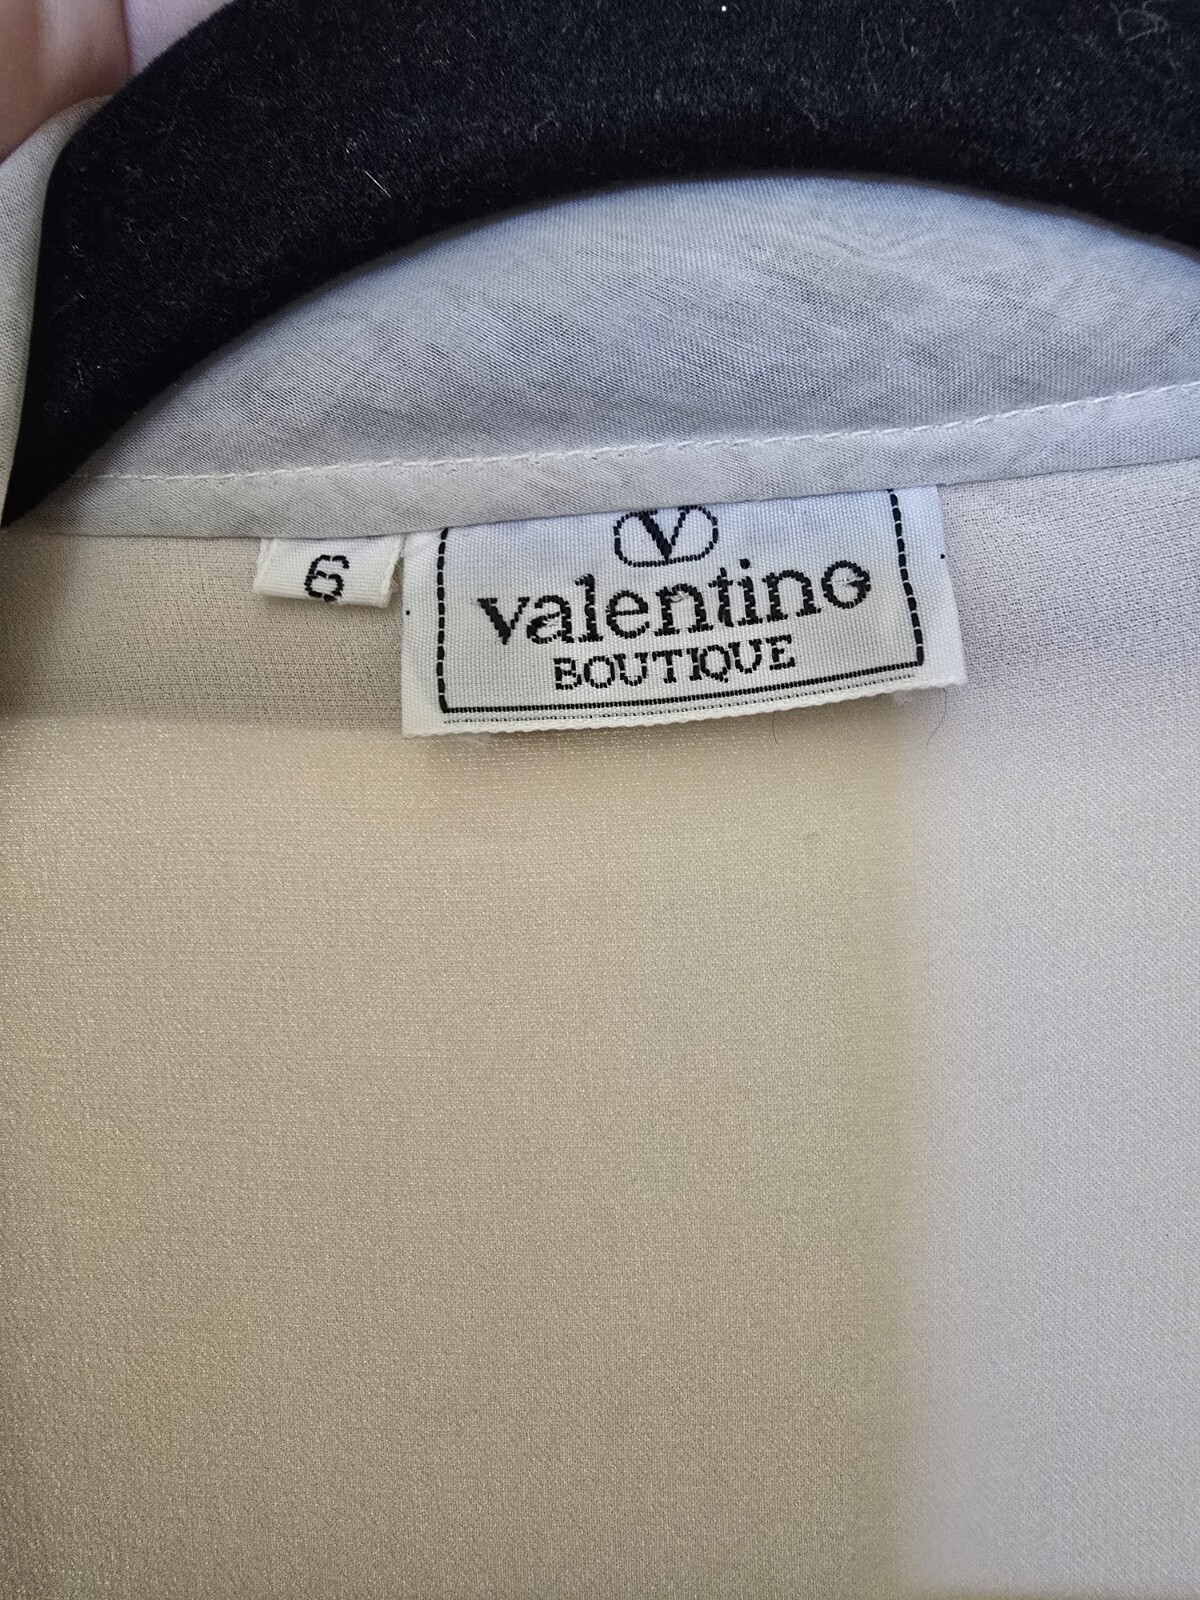 6
V
valentino
BOUTIQUE